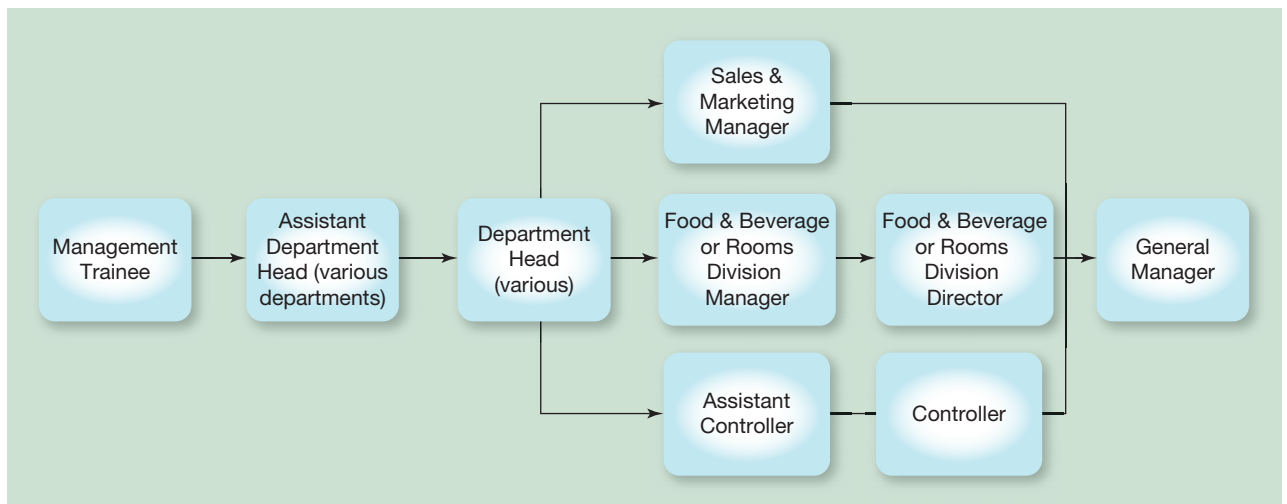 Management
Trainee
Assistant
Department
Head (various
departments)
Department
Head
(various)
Sales &
Marketing
Manager
Food & Beverage
or Rooms
Division
Manager
Food & Beverage
or Rooms
Division
Director
Assistant
Controller
Controller
General
Manager